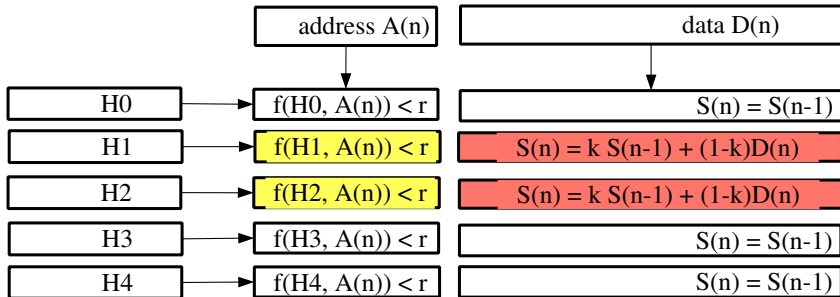 address A(n) data D(n)
H0 f(H0, A(n)) < r S(n) = S(n-1)
H1 f(H1, A(n)) < r S(n) = k S(n-1) + (1-k)D(n)
H2 f(H2, A(n)) < r S(n) = k S(n-1) + (1-k)D(n)
H3 f(H3, A(n)) < r S(n) = S(n-1)
H4 f(H4, A(n)) < r S(n) = S(n-1)